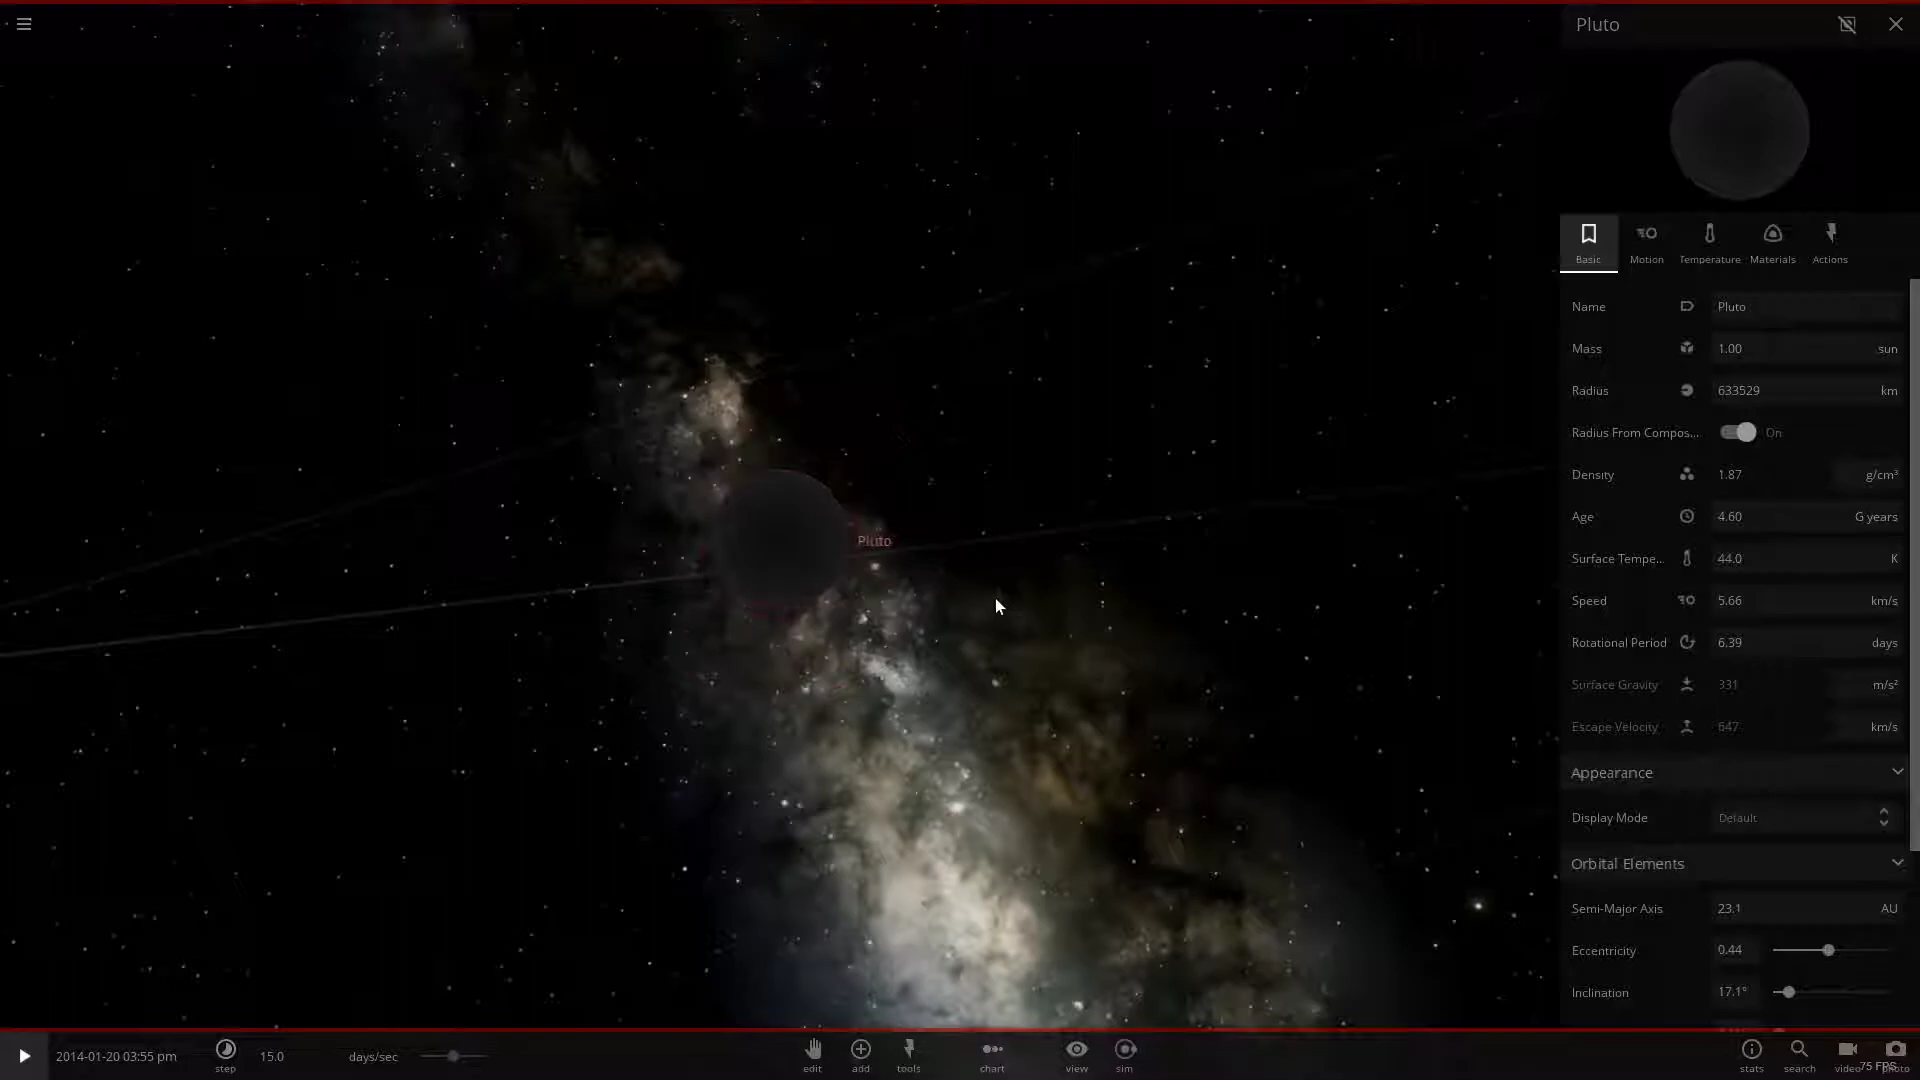 Pluto
Basic Motion Temperature Materials Actions
Name Pluto
Mass 1.00 sun
Radius 633529 km
Radius From Compos... On
Density 1.87 g/cm³
Pluto
Age 4.60 G years
Surface Tempe... 44.0 K
Speed 5.66 km/s
Rotational Period 6.39 days
Surface Gravity 331 m/s²
Escape Velocity 647 km/s
Appearance
Display Mode Default
Orbital Elements
Semi-Major Axis 23.1 AU
Eccentricity 0.44
Inclination 17.1°
2014-01-20 03:55 pm step 15.0 days/sec edit add tools chart view sim stats search video 75 FPS photo